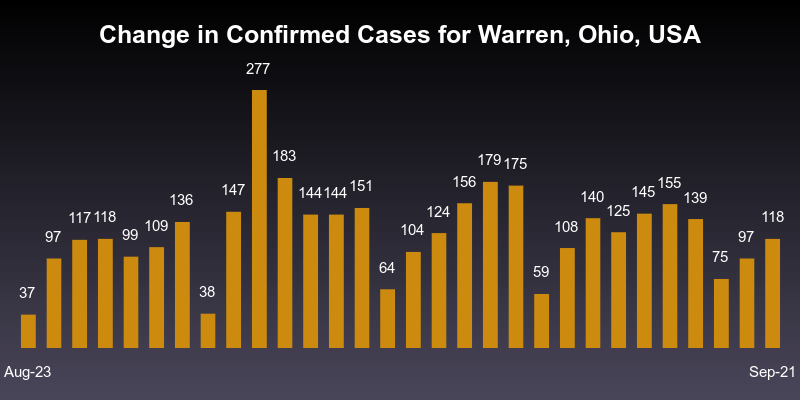 Change in Confirmed Cases for Warren, Ohio, USA
37 97 117 118 99 109 136 38 147 277 183 144 144 151 64 104 124 156 179 175 59 108 140 125 145 155 139 75 97 118
Aug-23 Sep-21